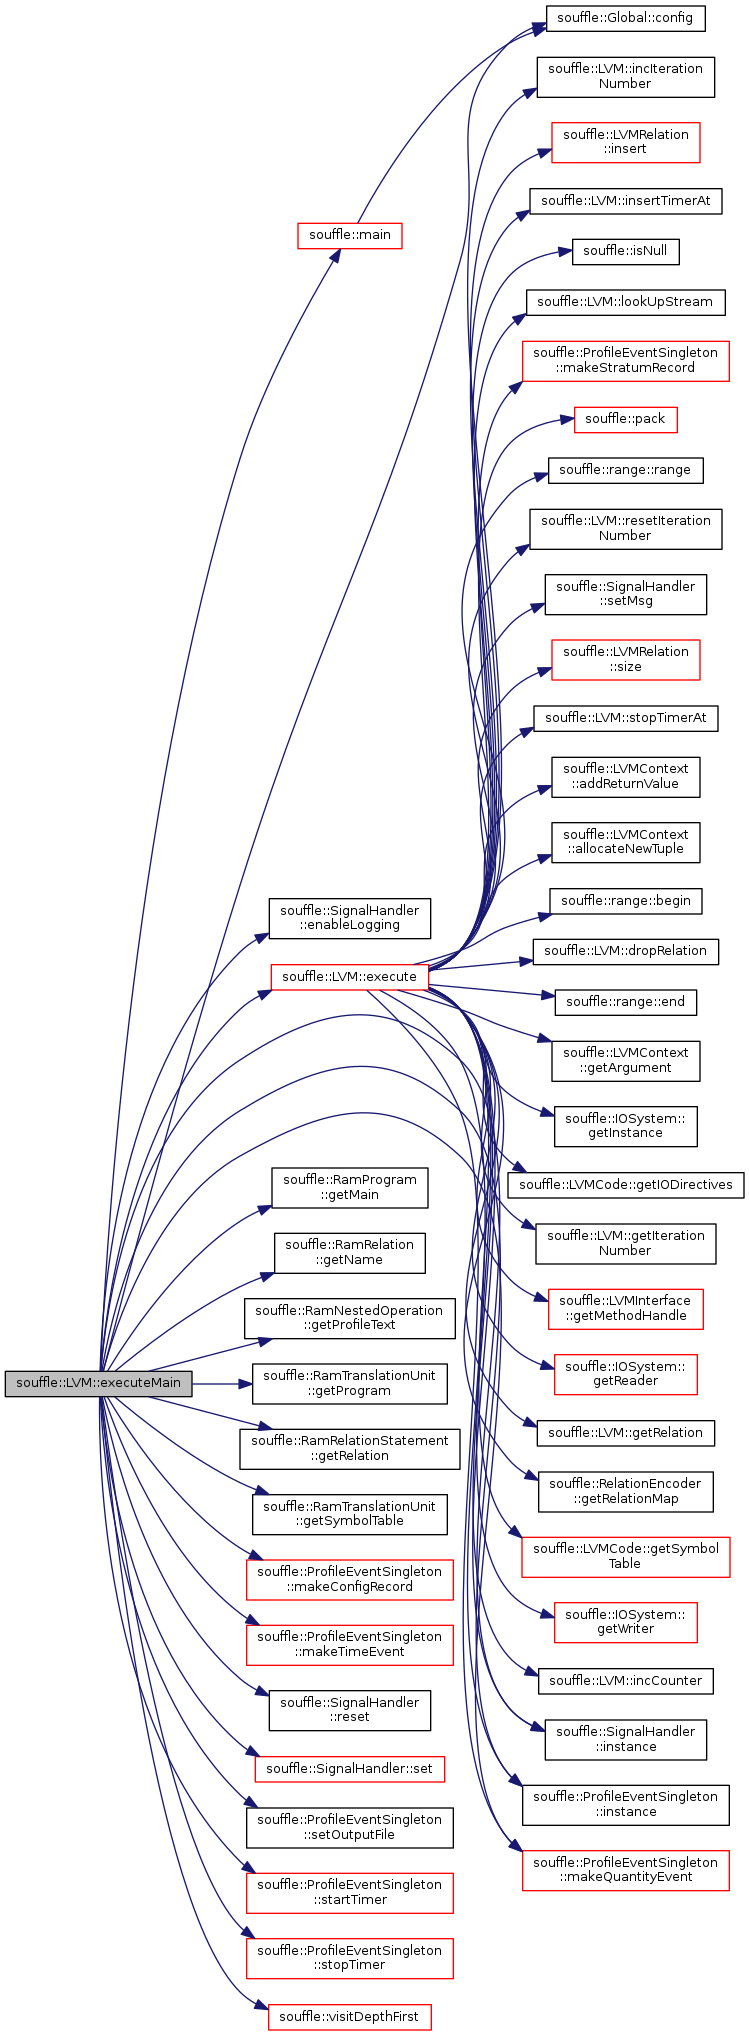 souffle::Global::config
souffle::LVM::incIteration
Number
souffle::LVMRelation
::insert
souffle::LVM::insertTimerAt
souffle::main
souffle::isNull
souffle::LVM::lookUpStream
souffle::ProfileEventSingleton
::makeStratumRecord
souffle::pack
souffle::range::range
souffle::LVM::resetIteration
Number
souffle::SignalHandler
::setMsg
souffle::LVMRelation
::size
souffle::LVM::stopTimerAt
souffle::LVMContext
::addReturnValue
souffle::LVMContext
::allocateNewTuple
souffle::range::begin
souffle::SignalHandler
::enableLogging
souffle::LVM::dropRelation
souffle::LVM::execute
souffle::range::end
souffle::LVMContext
::getArgument
souffle::IOSystem::
getInstance
souffle::LVMCode::getIODirectives
souffle::RamProgram
::getMain
souffle::LVM::getIteration
Number
souffle::RamRelation
::getName
souffle::LVMInterface
::getMethodHandle
souffle::RamNestedOperation
::getProfileText
souffle::IOSystem::
getReader
souffle::LVM::executeMain
souffle::RamTranslationUnit
::getProgram
souffle::LVM::getRelation
souffle::RamRelationStatement
::getRelation
souffle::RelationEncoder
::getRelationMap
souffle::RamTranslationUnit
::getSymbolTable
souffle::LVMCode::getSymbol
Table
souffle::ProfileEventSingleton
::makeConfigRecord
souffle::IOSystem::
getWriter
souffle::ProfileEventSingleton
::makeTimeEvent
souffle::LVM::incCounter
souffle::SignalHandler
::reset
souffle::SignalHandler
::instance
souffle::SignalHandler::set
souffle::ProfileEventSingleton
::instance
souffle::ProfileEventSingleton
::setOutputFile
souffle::ProfileEventSingleton
::makeQuantityEvent
souffle::ProfileEventSingleton
::startTimer
souffle::ProfileEventSingleton
::stopTimer
souffle::visitDepthFirst